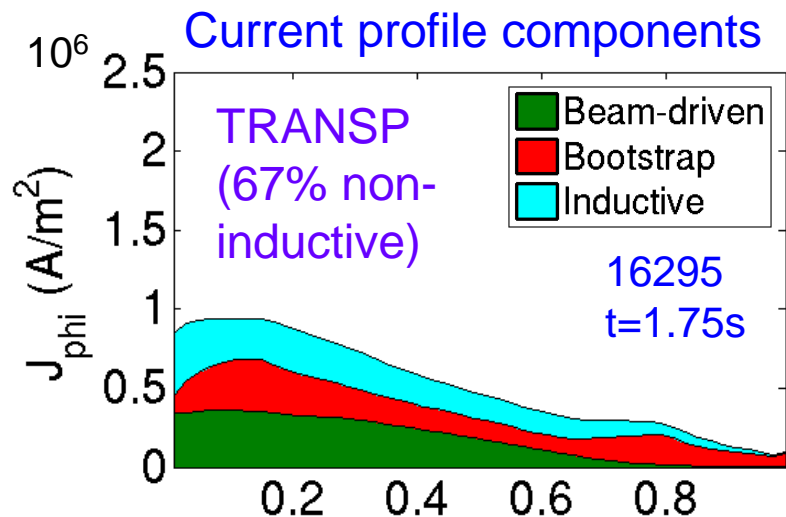 Current profile components
10^6
2.5
2
1.5
1
0.5
0
J_phi (A/m^2)
TRANSP
(67% non-
inductive)
Beam-driven
Bootstrap
Inductive
16295
t=1.75s
0.2 0.4 0.6 0.8